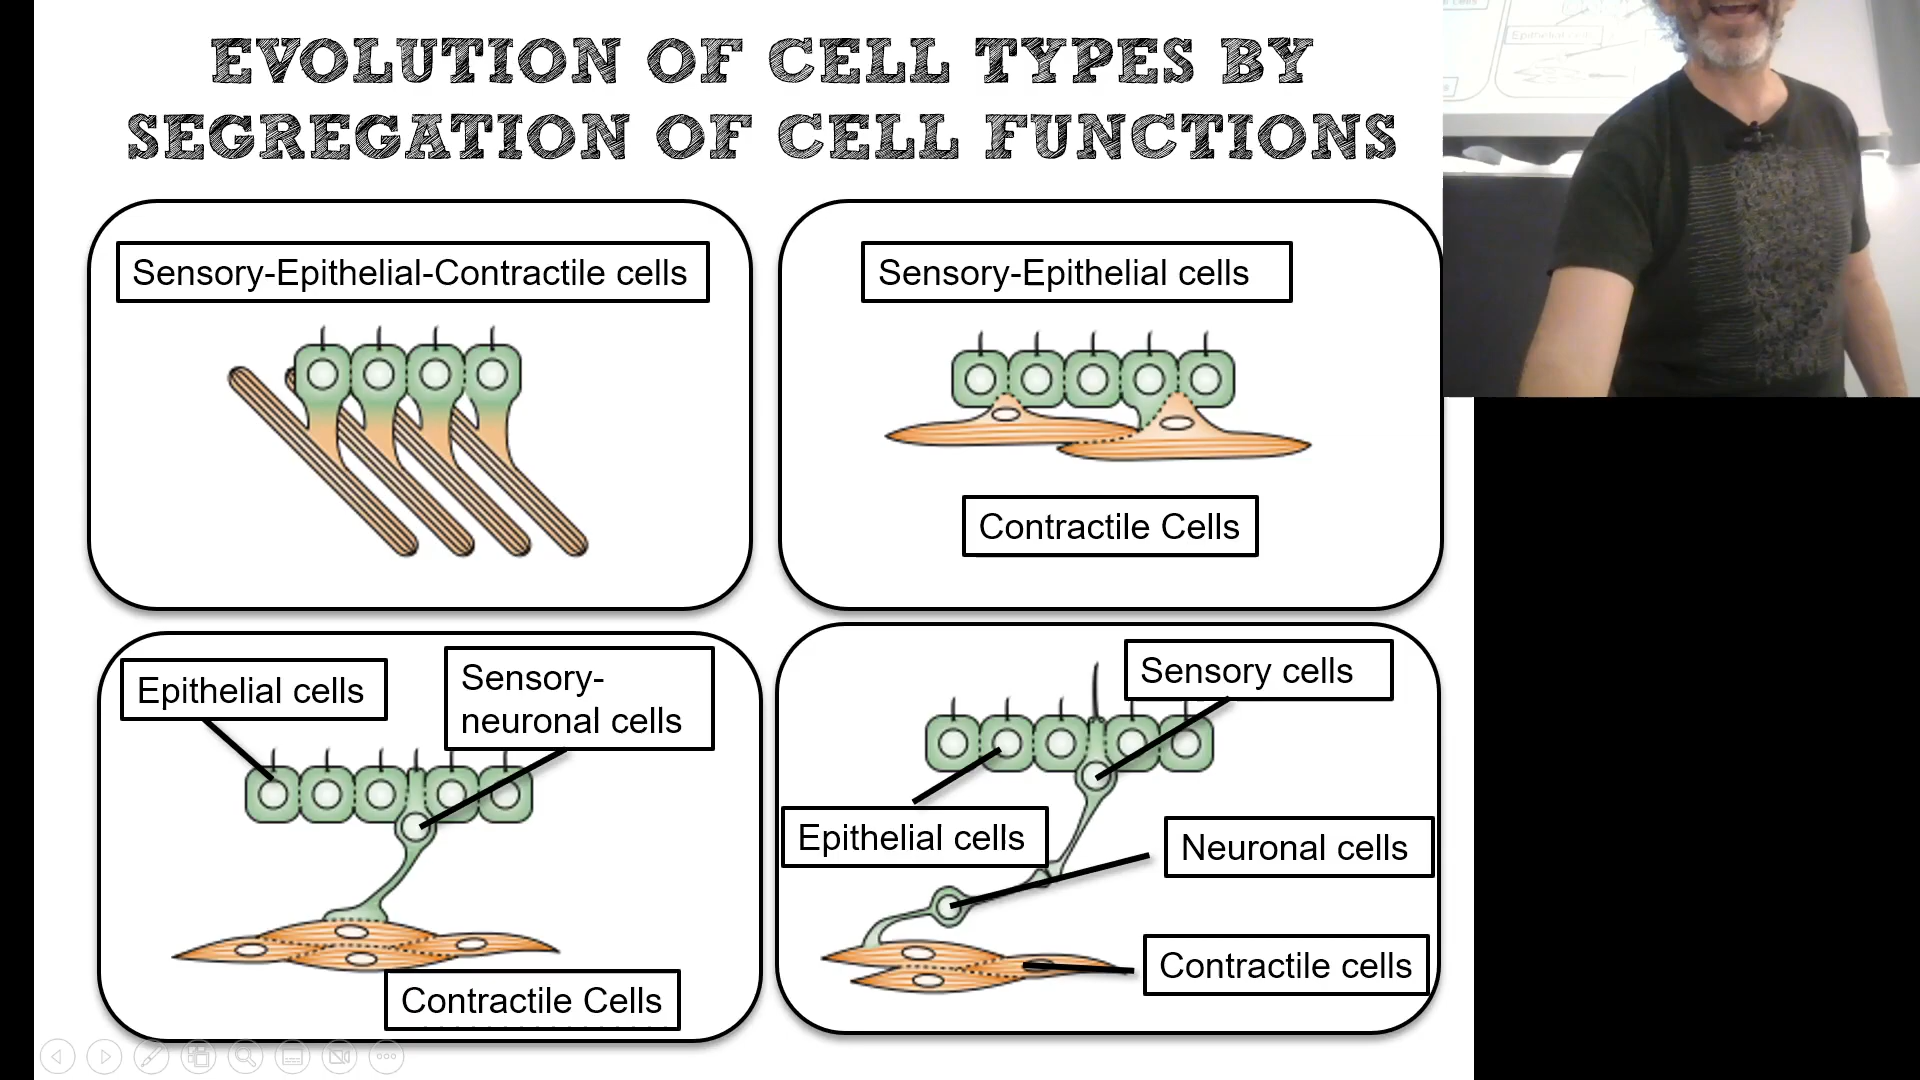 EVOLUTION OF CELL TYPES BY
SEGREGATION OF CELL FUNCTIONS
Sensory-Epithelial-Contractile cells
Sensory-Epithelial cells
Contractile Cells
Epithelial cells
Sensory-
neuronal cells
Contractile Cells
Sensory cells
Epithelial cells
Neuronal cells
Contractile cells